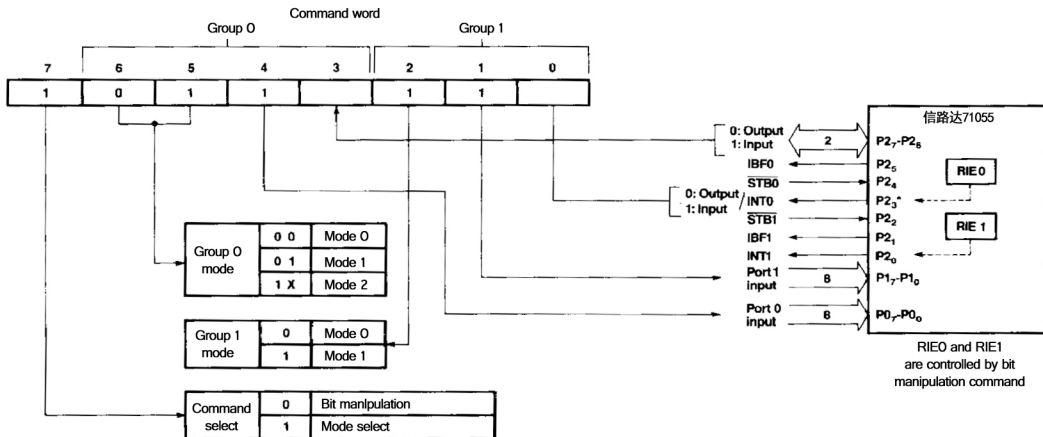 Command word
Group 0
Group 1
7 6 5 4 3 2 1 0
1 0 1 1 1 1
信路达71055
0: Output
1: Input
2
P2₇-P2₆
IBF0
P2₅
RIE0
STB0
P2₄
0: Output
1: Input
/
INT0
P2₃*
STB1
P2₂
RIE 1
IBF1
P2₁
INT1
P2₀
Port 1
input
8
P1₇-P1₀
Port 0
input
8
P0₇-P0₀
Group 0
mode
0 0 Mode 0
0 1 Mode 1
1 X Mode 2
Group 1
mode
0 Mode 0
1 Mode 1
RIE0 and RIE1
are controlled by bit
manipulation command
Command
select
0 Bit manlpulation
1 Mode select